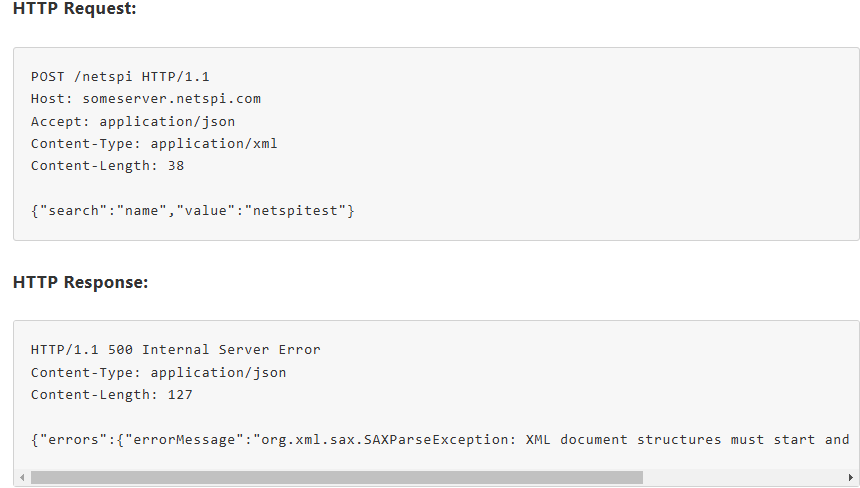 HTTP Request:
POST /netspi HTTP/1.1
Host: someserver.netspi.com
Accept: application/json
Content-Type: application/xml
Content-Length: 38
{"search":"name","value":"netspitest"}
HTTP Response:
HTTP/1.1 500 Internal Server Error
Content-Type: application/json
Content-Length: 127
{"errors":{"errorMessage":"org.xml.sax.SAXParseException: XML document structures must start and